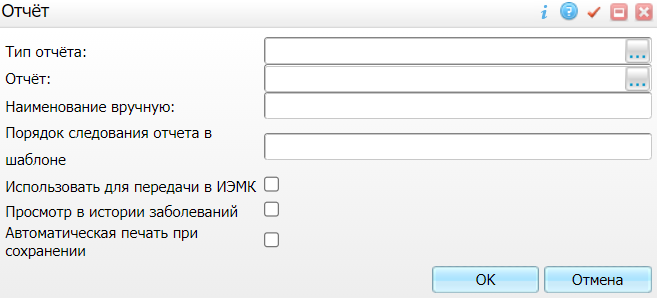 Отчёт
Тип отчёта:
...
Отчёт:
...
Наименование вручную:
Порядок следования отчета в
шаблоне
Использовать для передачи в ИЭМК
Просмотр в истории заболеваний
Автоматическая печать при
сохранении
OK
Отмена